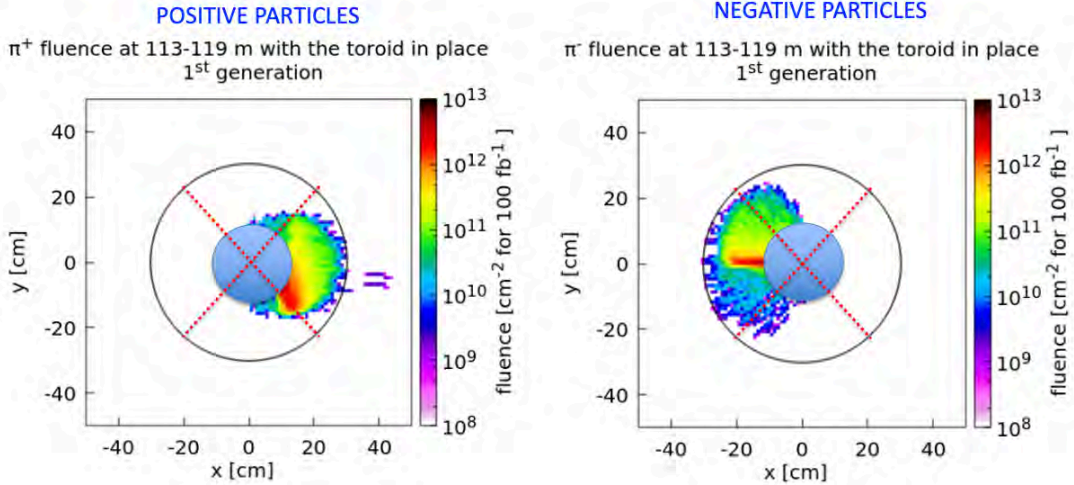 POSITIVE PARTICLES
π⁺ fluence at 113-119 m with the toroid in place
1ˢᵗ generation
40
20
0
-20
-40
y [cm]
-40 -20 0 20 40
x [cm]
10¹³
10¹²
10¹¹
10¹⁰
10⁹
10⁸
fluence [cm⁻² for 100 fb⁻¹ ]
NEGATIVE PARTICLES
π⁻ fluence at 113-119 m with the toroid in place
1ˢᵗ generation
40
20
0
-20
-40
y [cm]
-40 -20 0 20 40
x [cm]
10¹³
10¹²
10¹¹
10¹⁰
10⁹
10⁸
fluence [cm⁻² for 100 fb⁻¹ ]